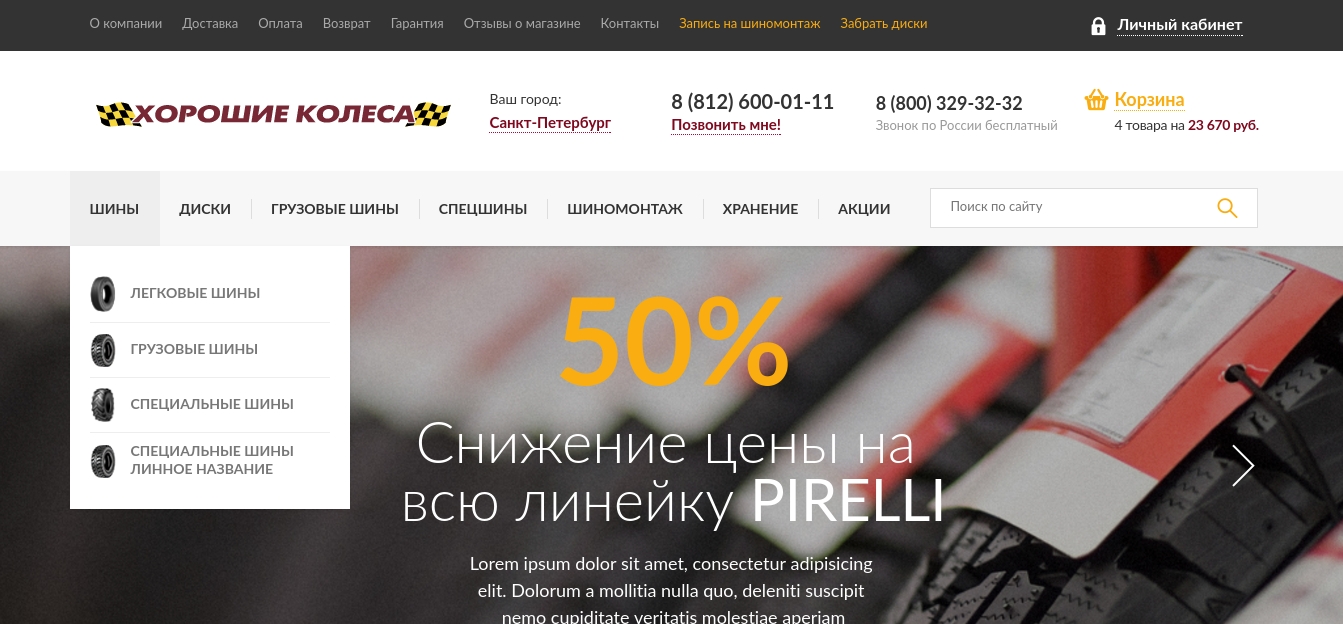 О компании Доставка Оплата Возврат Гарантия Отзывы о магазине Контакты Запись на шиномонтаж Забрать диски Личный кабинет
ХОРОШИЕ КОЛЕСА
Ваш город:
Санкт-Петербург
8 (812) 600-01-11
Позвонить мне!
8 (800) 329-32-32
Звонок по России бесплатный
Корзина
4 товара на 23 670 руб.
ШИНЫ ДИСКИ ГРУЗОВЫЕ ШИНЫ СПЕЦШИНЫ ШИНОМОНТАЖ ХРАНЕНИЕ АКЦИИ Поиск по сайту
ЛЕГКОВЫЕ ШИНЫ
ГРУЗОВЫЕ ШИНЫ
СПЕЦИАЛЬНЫЕ ШИНЫ
СПЕЦИАЛЬНЫЕ ШИНЫ
ЛИННОЕ НАЗВАНИЕ
50%
Снижение цены на
всю линейку PIRELLI
Lorem ipsum dolor sit amet, consectetur adipisicing
elit. Dolorum a mollitia nulla quo, deleniti suscipit
nemo cupiditate veritatis molestiae aperiam